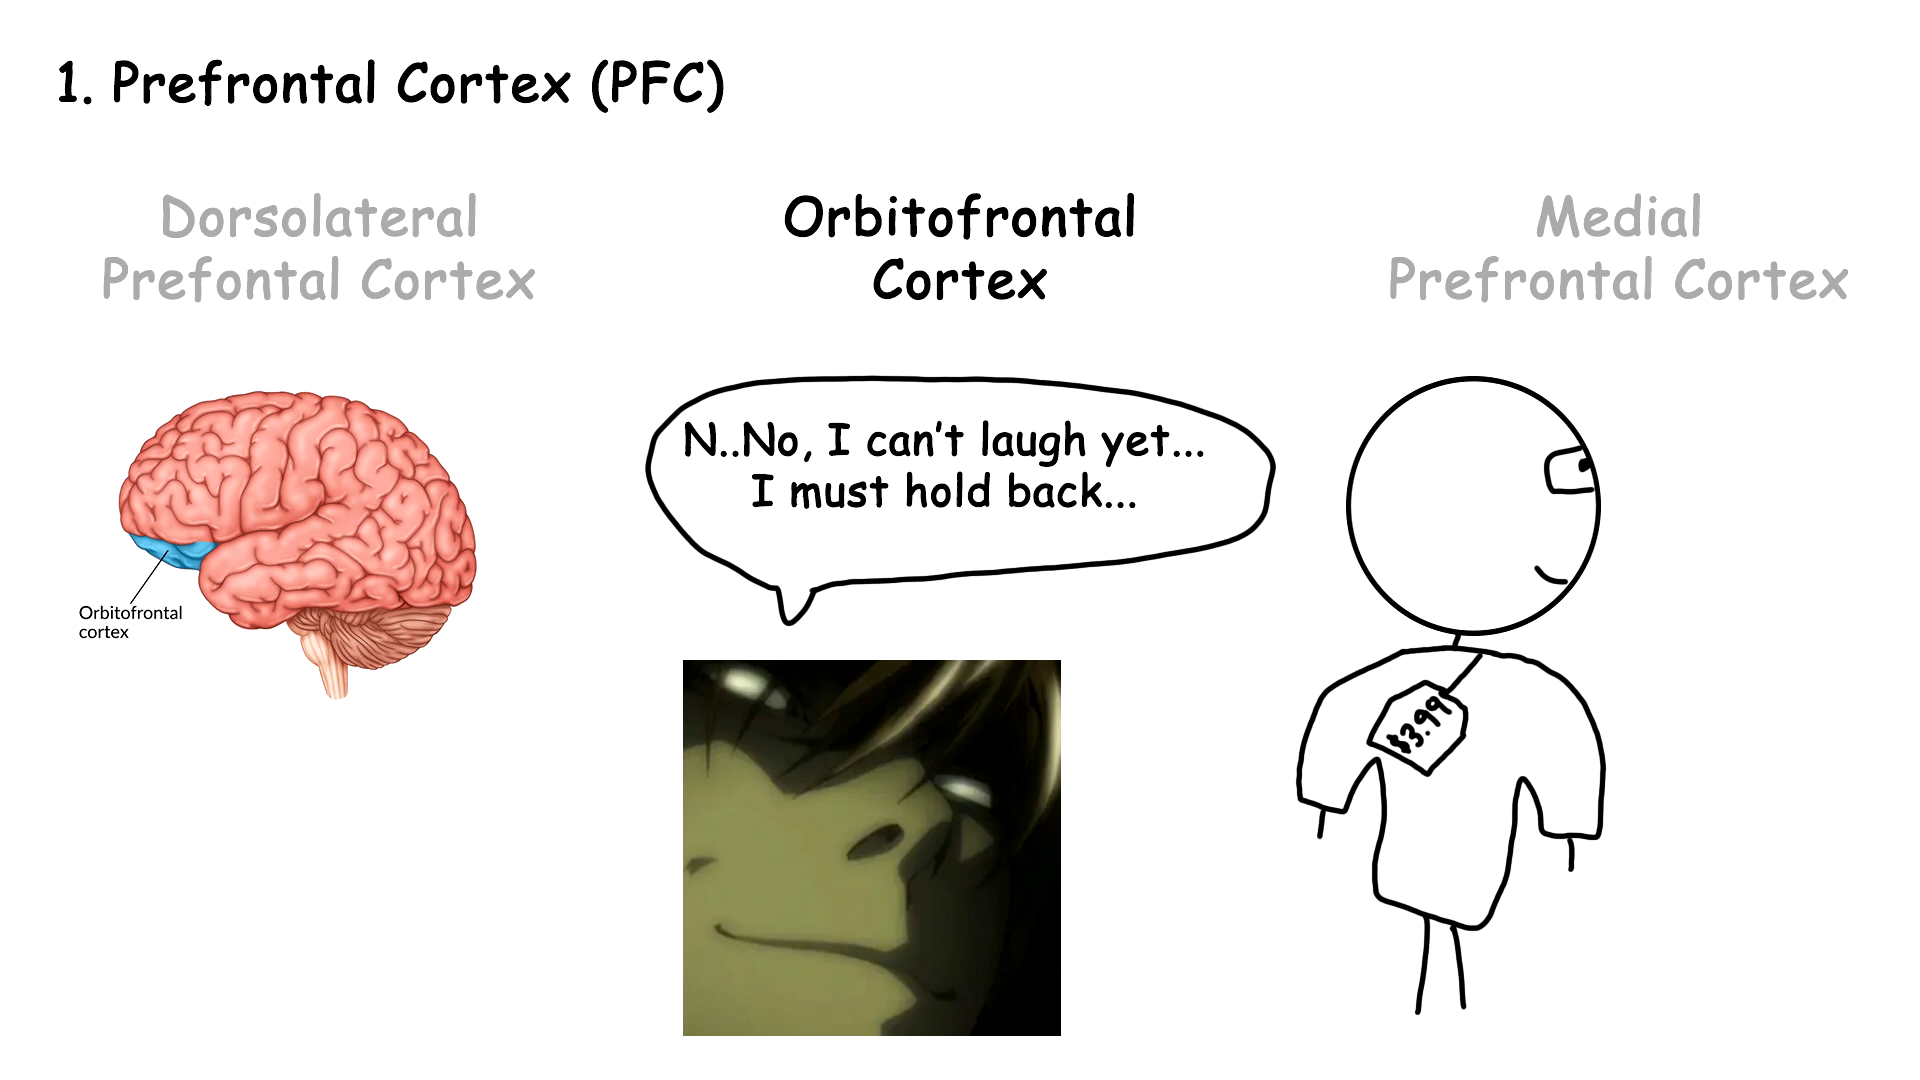 1. Prefrontal Cortex (PFC)
Dorsolateral
Prefontal Cortex
Orbitofrontal
Cortex
Medial
Prefrontal Cortex
Orbitofrontal
cortex
N..No, I can't laugh yet...
I must hold back...
$3.99